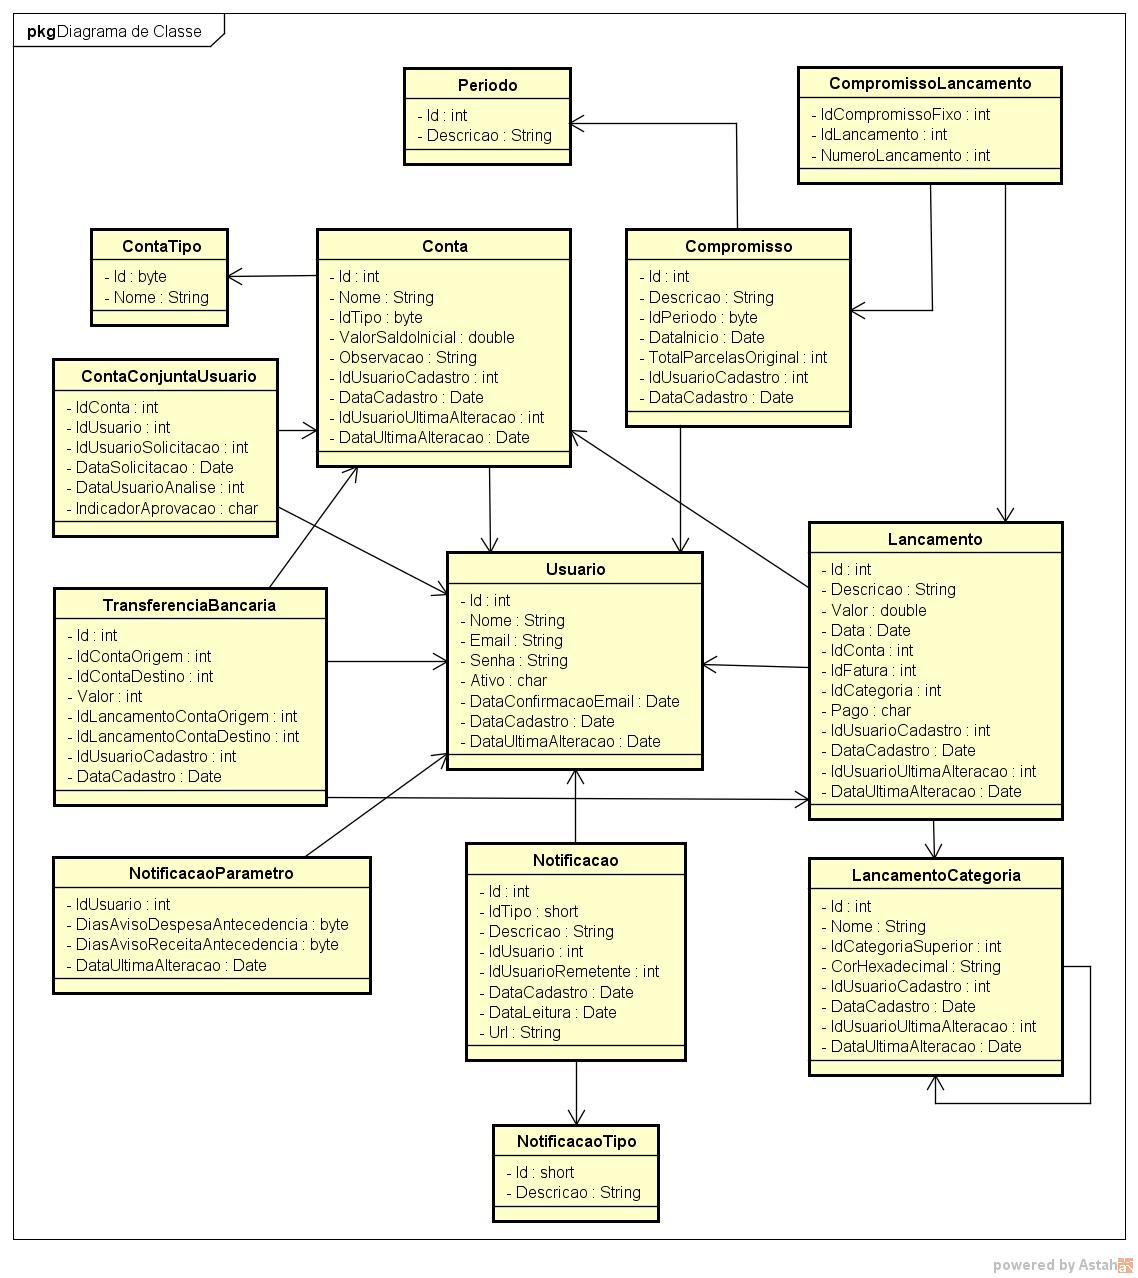 pkg Diagrama de Classe
Periodo
- Id : int
- Descricao : String
CompromissoLancamento
- IdCompromissoFixo : int
- IdLancamento : int
- NumeroLancamento : int
ContaTipo
- Id : byte
- Nome : String
Conta
- Id : int
- Nome : String
- IdTipo : byte
- ValorSaldoInicial : double
- Observacao : String
- IdUsuarioCadastro : int
- DataCadastro : Date
- IdUsuarioUltimaAlteracao : int
- DataUltimaAlteracao : Date
Compromisso
- Id : int
- Descricao : String
- IdPeriodo : byte
- DataInicio : Date
- TotalParcelasOriginal : int
- IdUsuarioCadastro : int
- DataCadastro : Date
ContaConjuntaUsuario
- IdConta : int
- IdUsuario : int
- IdUsuarioSolicitacao : int
- DataSolicitacao : Date
- DataUsuarioAnalise : int
- IndicadorAprovacao : char
Lancamento
- Id : int
- Descricao : String
- Valor : double
- Data : Date
- IdConta : int
- IdFatura : int
- IdCategoria : int
- Pago : char
- IdUsuarioCadastro : int
- DataCadastro : Date
- IdUsuarioUltimaAlteracao : int
- DataUltimaAlteracao : Date
Usuario
- Id : int
- Nome : String
- Email : String
- Senha : String
- Ativo : char
- DataConfirmacaoEmail : Date
- DataCadastro : Date
- DataUltimaAlteracao : Date
TransferenciaBancaria
- Id : int
- IdContaOrigem : int
- IdContaDestino : int
- Valor : int
- IdLancamentoContaOrigem : int
- IdLancamentoContaDestino : int
- IdUsuarioCadastro : int
- DataCadastro : Date
NotificacaoParametro
- IdUsuario : int
- DiasAvisoDespesaAntecedencia : byte
- DiasAvisoReceitaAntecedencia : byte
- DataUltimaAlteracao : Date
Notificacao
- Id : int
- IdTipo : short
- Descricao : String
- IdUsuario : int
- IdUsuarioRemetente : int
- DataCadastro : Date
- DataLeitura : Date
- Url : String
LancamentoCategoria
- Id : int
- Nome : String
- IdCategoriaSuperior : int
- CorHexadecimal : String
- IdUsuarioCadastro : int
- DataCadastro : Date
- IdUsuarioUltimaAlteracao : int
- DataUltimaAlteracao : Date
NotificacaoTipo
- Id : short
- Descricao : String
powered by Astah